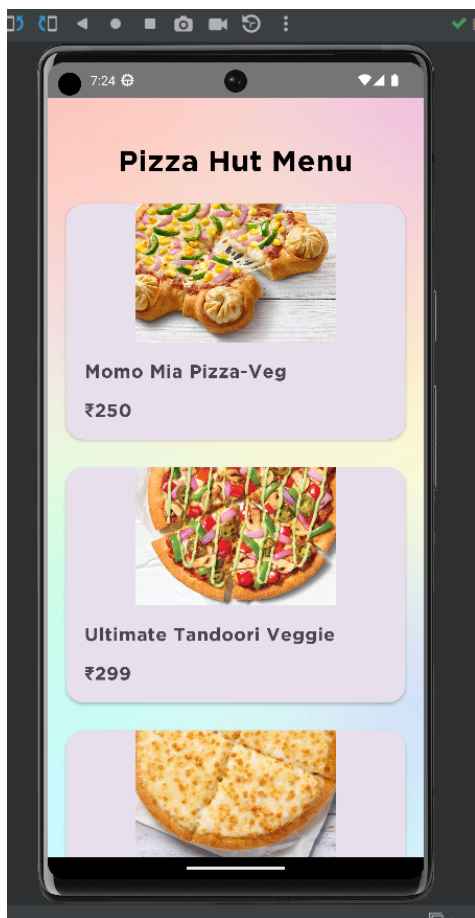 7:24
Pizza Hut Menu
Momo Mia Pizza-Veg
₹250
Ultimate Tandoori Veggie
₹299